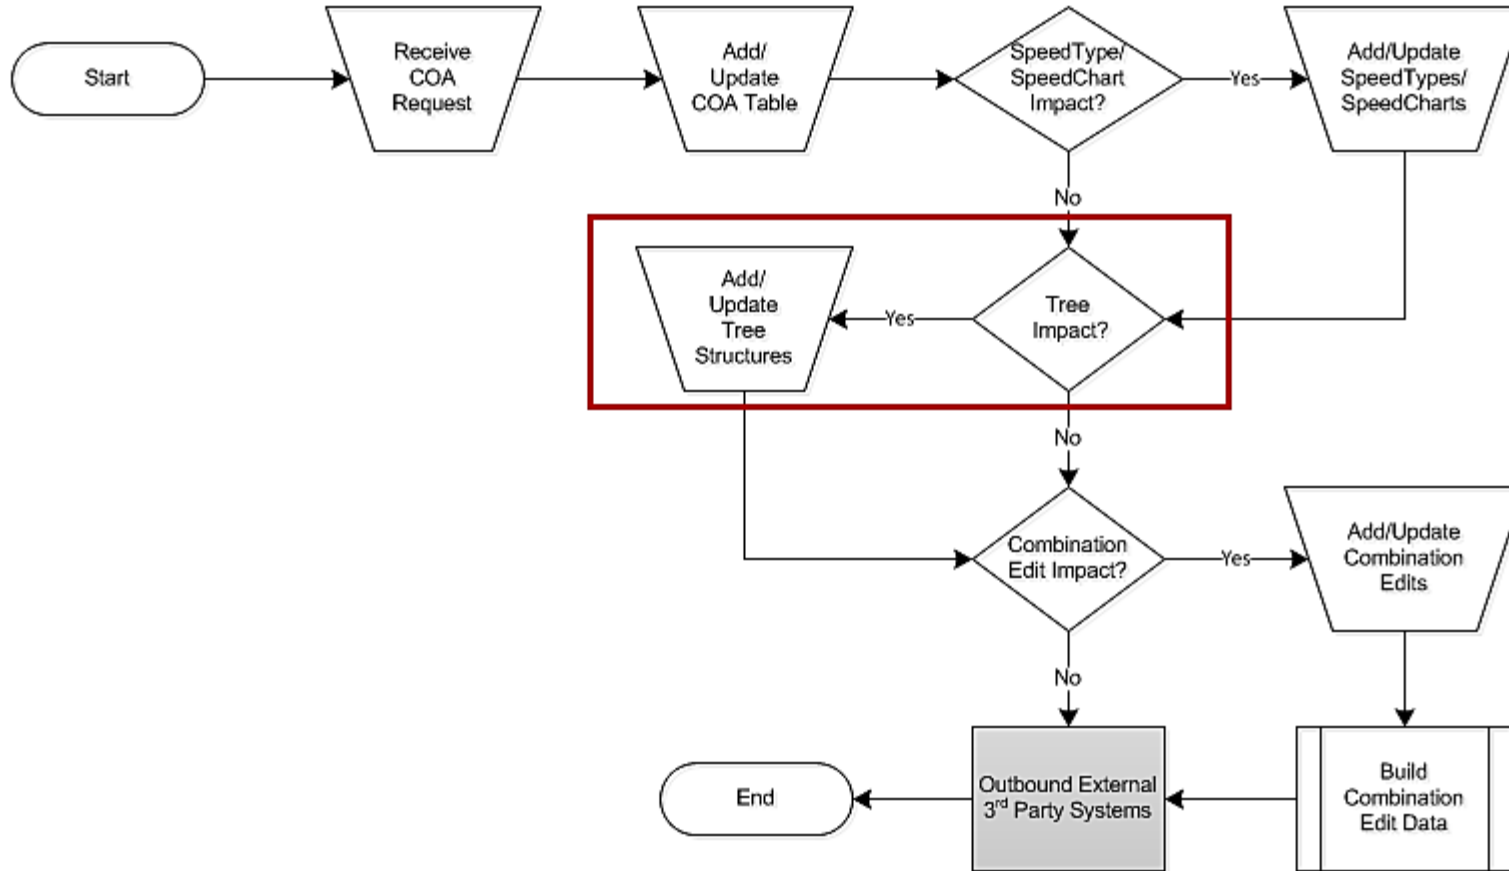 Start
Receive
COA
Request
Add/
Update
COA Table
SpeedType/
SpeedChart
Impact?
Yes
Add/Update
SpeedTypes/
SpeedCharts
No
Add/
Update
Tree
Structures
Yes
Tree
Impact?
No
Combination
Edit Impact?
Yes
Add/Update
Combination
Edits
No
End
Outbound External
3rd Party Systems
Build
Combination
Edit Data